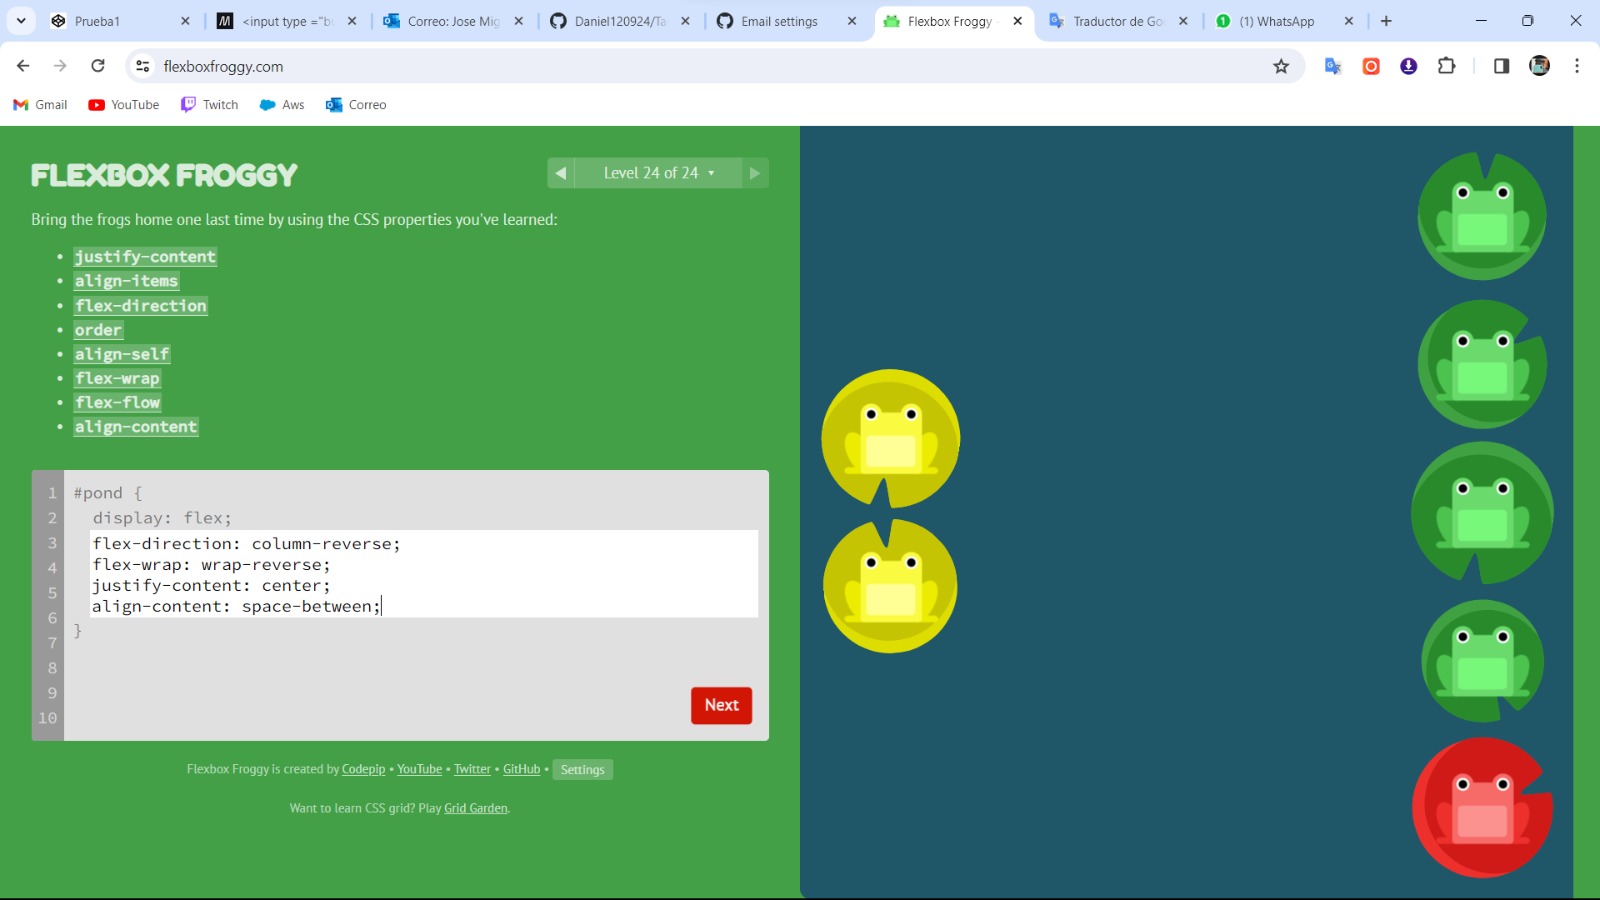 Prueba1
<input type ="bu
Correo: Jose Mig
Daniel120924/Ta
Email settings
Flexbox Froggy -
Traductor de Go
(1) WhatsApp
flexboxfroggy.com
Gmail
YouTube
Twitch
Aws
Correo
FLEXBOX FROGGY
Level 24 of 24
Bring the frogs home one last time by using the CSS properties you've learned:
• justify-content
• align-items
• flex-direction
• order
• align-self
• flex-wrap
• flex-flow
• align-content
1 #pond {
2 display: flex;
3 flex-direction: column-reverse;
4 flex-wrap: wrap-reverse;
5 justify-content: center;
6 align-content: space-between;
7 }
8
9
10
Next
Flexbox Froggy is created by Codepip • YouTube • Twitter • GitHub • Settings
Want to learn CSS grid? Play Grid Garden.